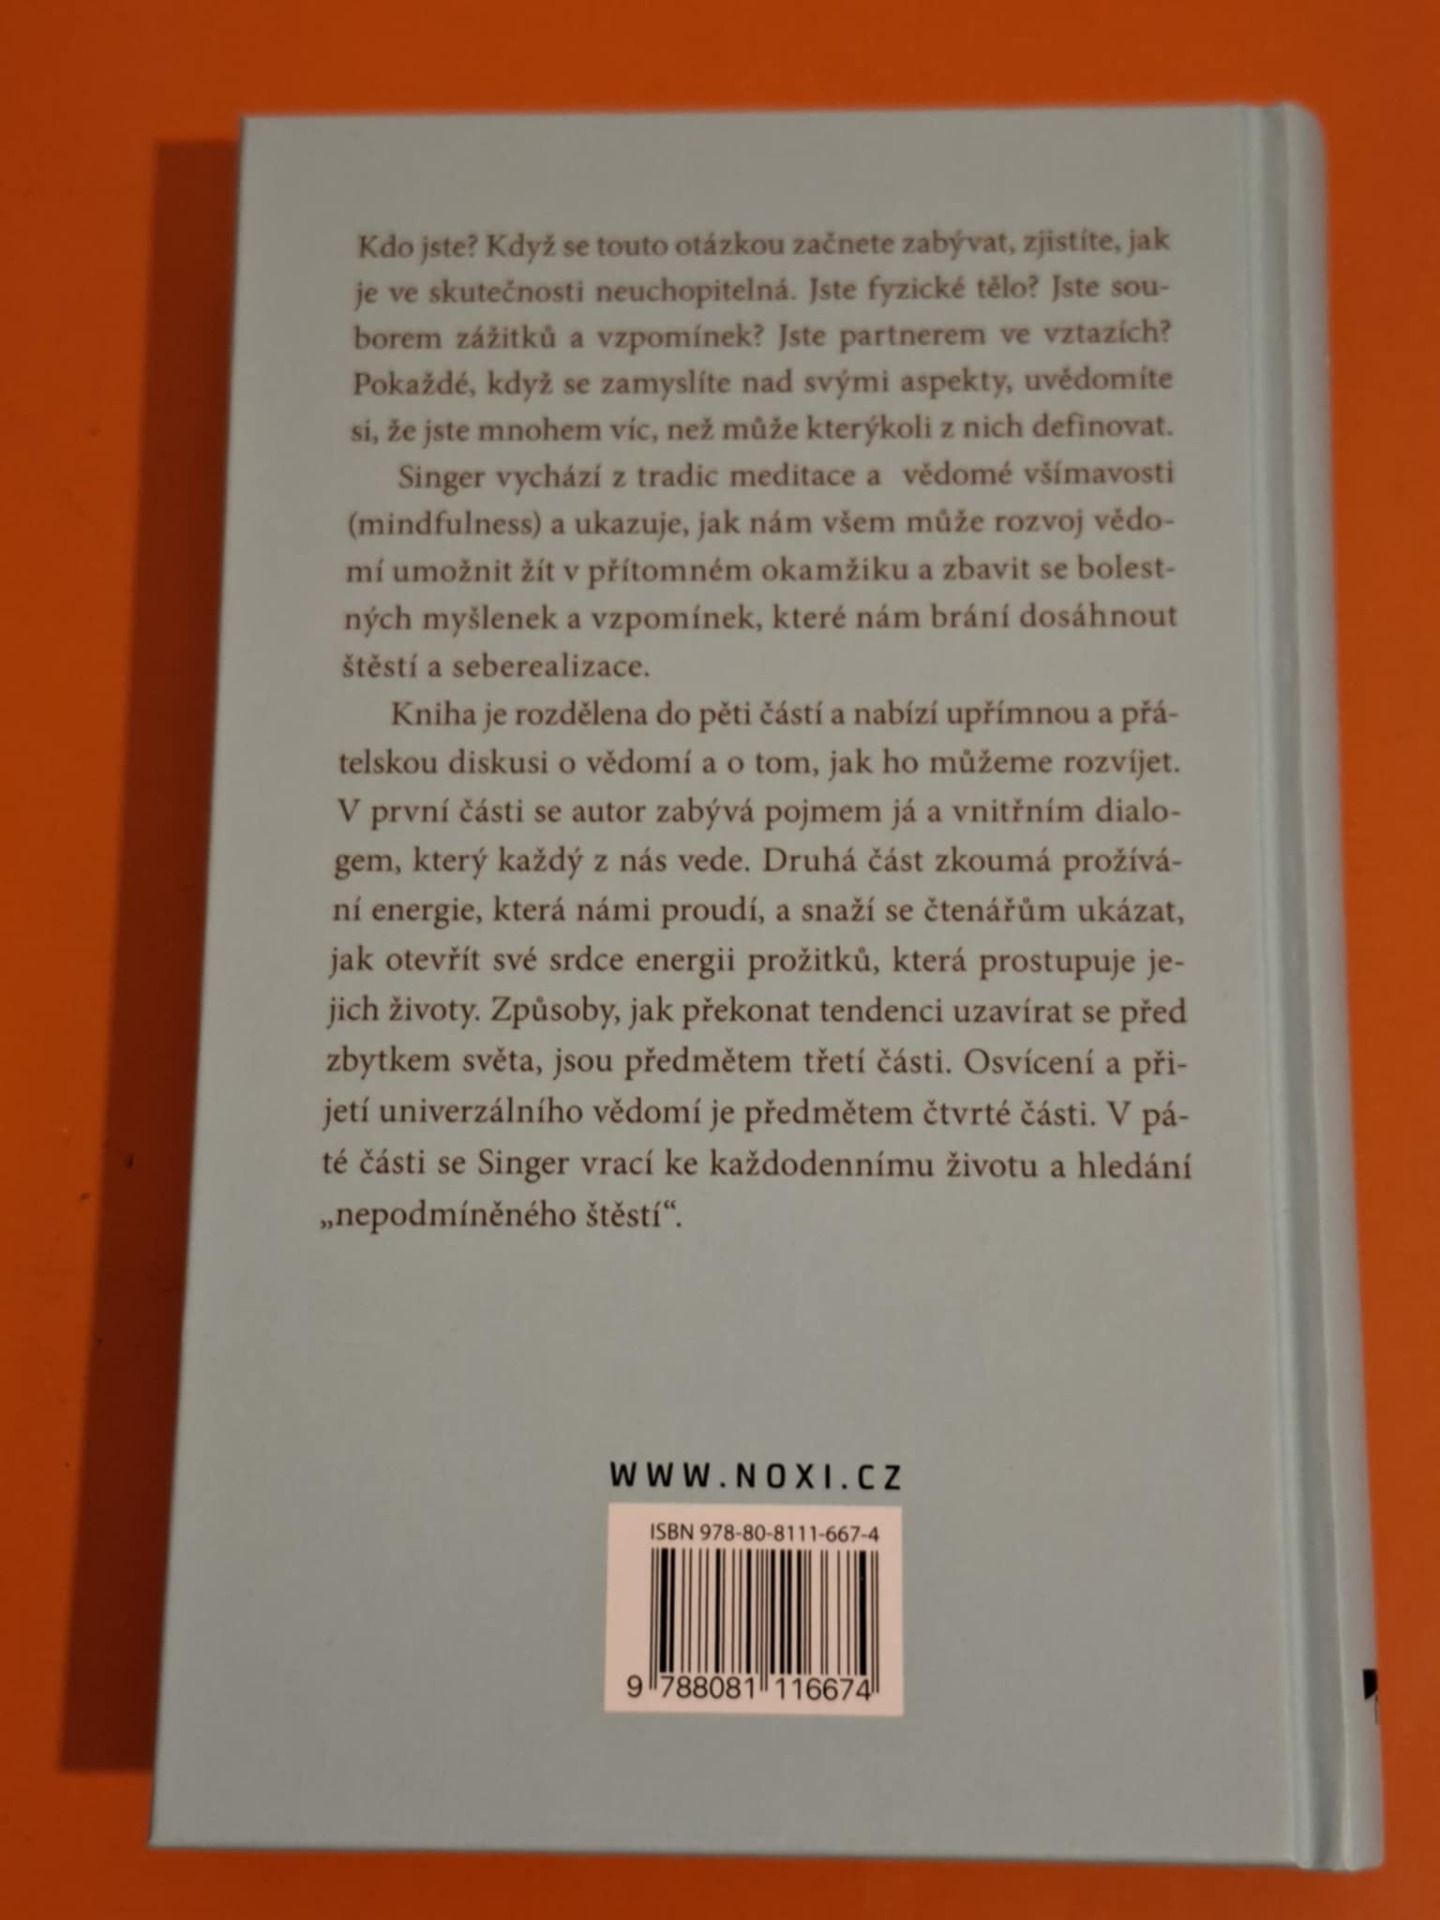 Kdo jste? Když se touto otázkou začnete zabývat, zjistíte, jak
je ve skutečnosti neuchopitelná. Jste fyzické tělo? Jste sou-
borem zážitků a vzpomínek? Jste partnerem ve vztazích?
Pokaždé, když se zamyslíte nad svými aspekty, uvědomíte
si, že jste mnohem víc, než může kterýkoli z nich definovat.
Singer vychází z tradic meditace a vědomé všímavosti
(mindfulness) a ukazuje, jak nám všem může rozvoj vědo-
mí umožnit žít v přítomném okamžiku a zbavit se bolest-
ných myšlenek a vzpomínek, které nám brání dosáhnout
štěstí a seberealizace.
Kniha je rozdělena do pěti částí a nabízí upřímnou a přá-
telskou diskusi o vědomí a o tom, jak ho můžeme rozvíjet.
V první části se autor zabývá pojmem já a vnitřním dialo-
gem, který každý z nás vede. Druhá část zkoumá prožívá-
ní energie, která námi proudí, a snaží se čtenářům ukázat,
jak otevřít své srdce energii prožitků, která prostupuje je-
jich životy. Způsoby, jak překonat tendenci uzavírat se před
zbytkem světa, jsou předmětem třetí části. Osvícení a při-
jetí univerzálního vědomí je předmětem čtvrté části. V pá-
té části se Singer vrací ke každodennímu životu a hledání
„nepodmíněného štěstí“.
WWW.NOXI.CZ
ISBN 978-80-8111-667-4
9 788081 116674